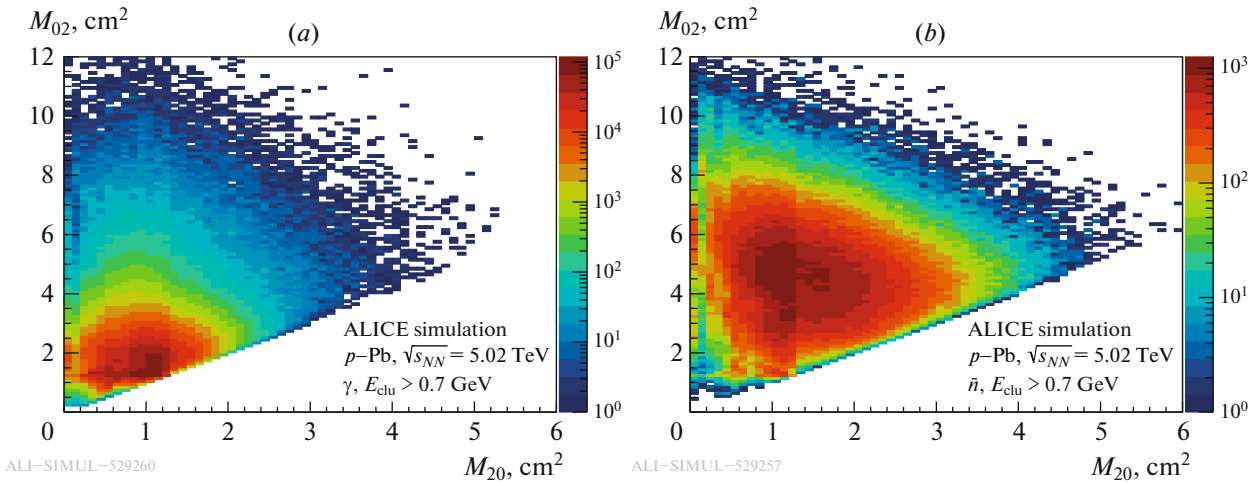 M₀₂, cm² (a)
12
10
8
6
4
2
0 1 2 3 4 5 6
M₂₀, cm²
10⁵
10⁴
10³
10²
10¹
10⁰
ALICE simulation
p–Pb, √sNN = 5.02 TeV
γ, Eclu > 0.7 GeV
ALI−SIMUL−529260
M₀₂, cm² (b)
12
10
8
6
4
2
0 1 2 3 4 5 6
M₂₀, cm²
10³
10²
10¹
10⁰
ALICE simulation
p–Pb, √sNN = 5.02 TeV
n̄, Eclu > 0.7 GeV
ALI−SIMUL−529257